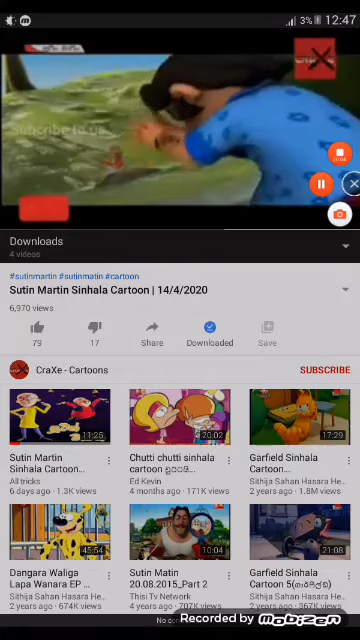 3% 12:47
Subcribe to us
Downloads
4 videos
#sutinmartin #sutinmatin #cartoon
Sutin Martin Sinhala Cartoon | 14/4/2020
6,970 views
79 17 Share Downloaded Save
CraXe - Cartoons SUBSCRIBE
11:25 20:02 17:29
Sutin Martin Sinhala Cartoon...
All tricks
6 days ago · 1.3K views
Chutti chutti sinhala cartoon
Ed Kevin
4 months ago · 171K views
Garfield Sinhala Cartoon...
Sithija Sahan Hasara He...
2 years ago · 1.8M views
45:54 10:04 21:08
Dangara Waliga Lapa Wanara EP ...
Sithija Sahan Hasara He...
2 years ago · 674K views
Sutin Matin 20.08.2015_Part 2
Thisi Tv Network
4 years ago · 707K views
Garfield Sinhala Cartoon 5(ගාෆීල්ඩ්)
Sithija Sahan Hasara He...
2 years ago · 367K views
Recorded by mobizen